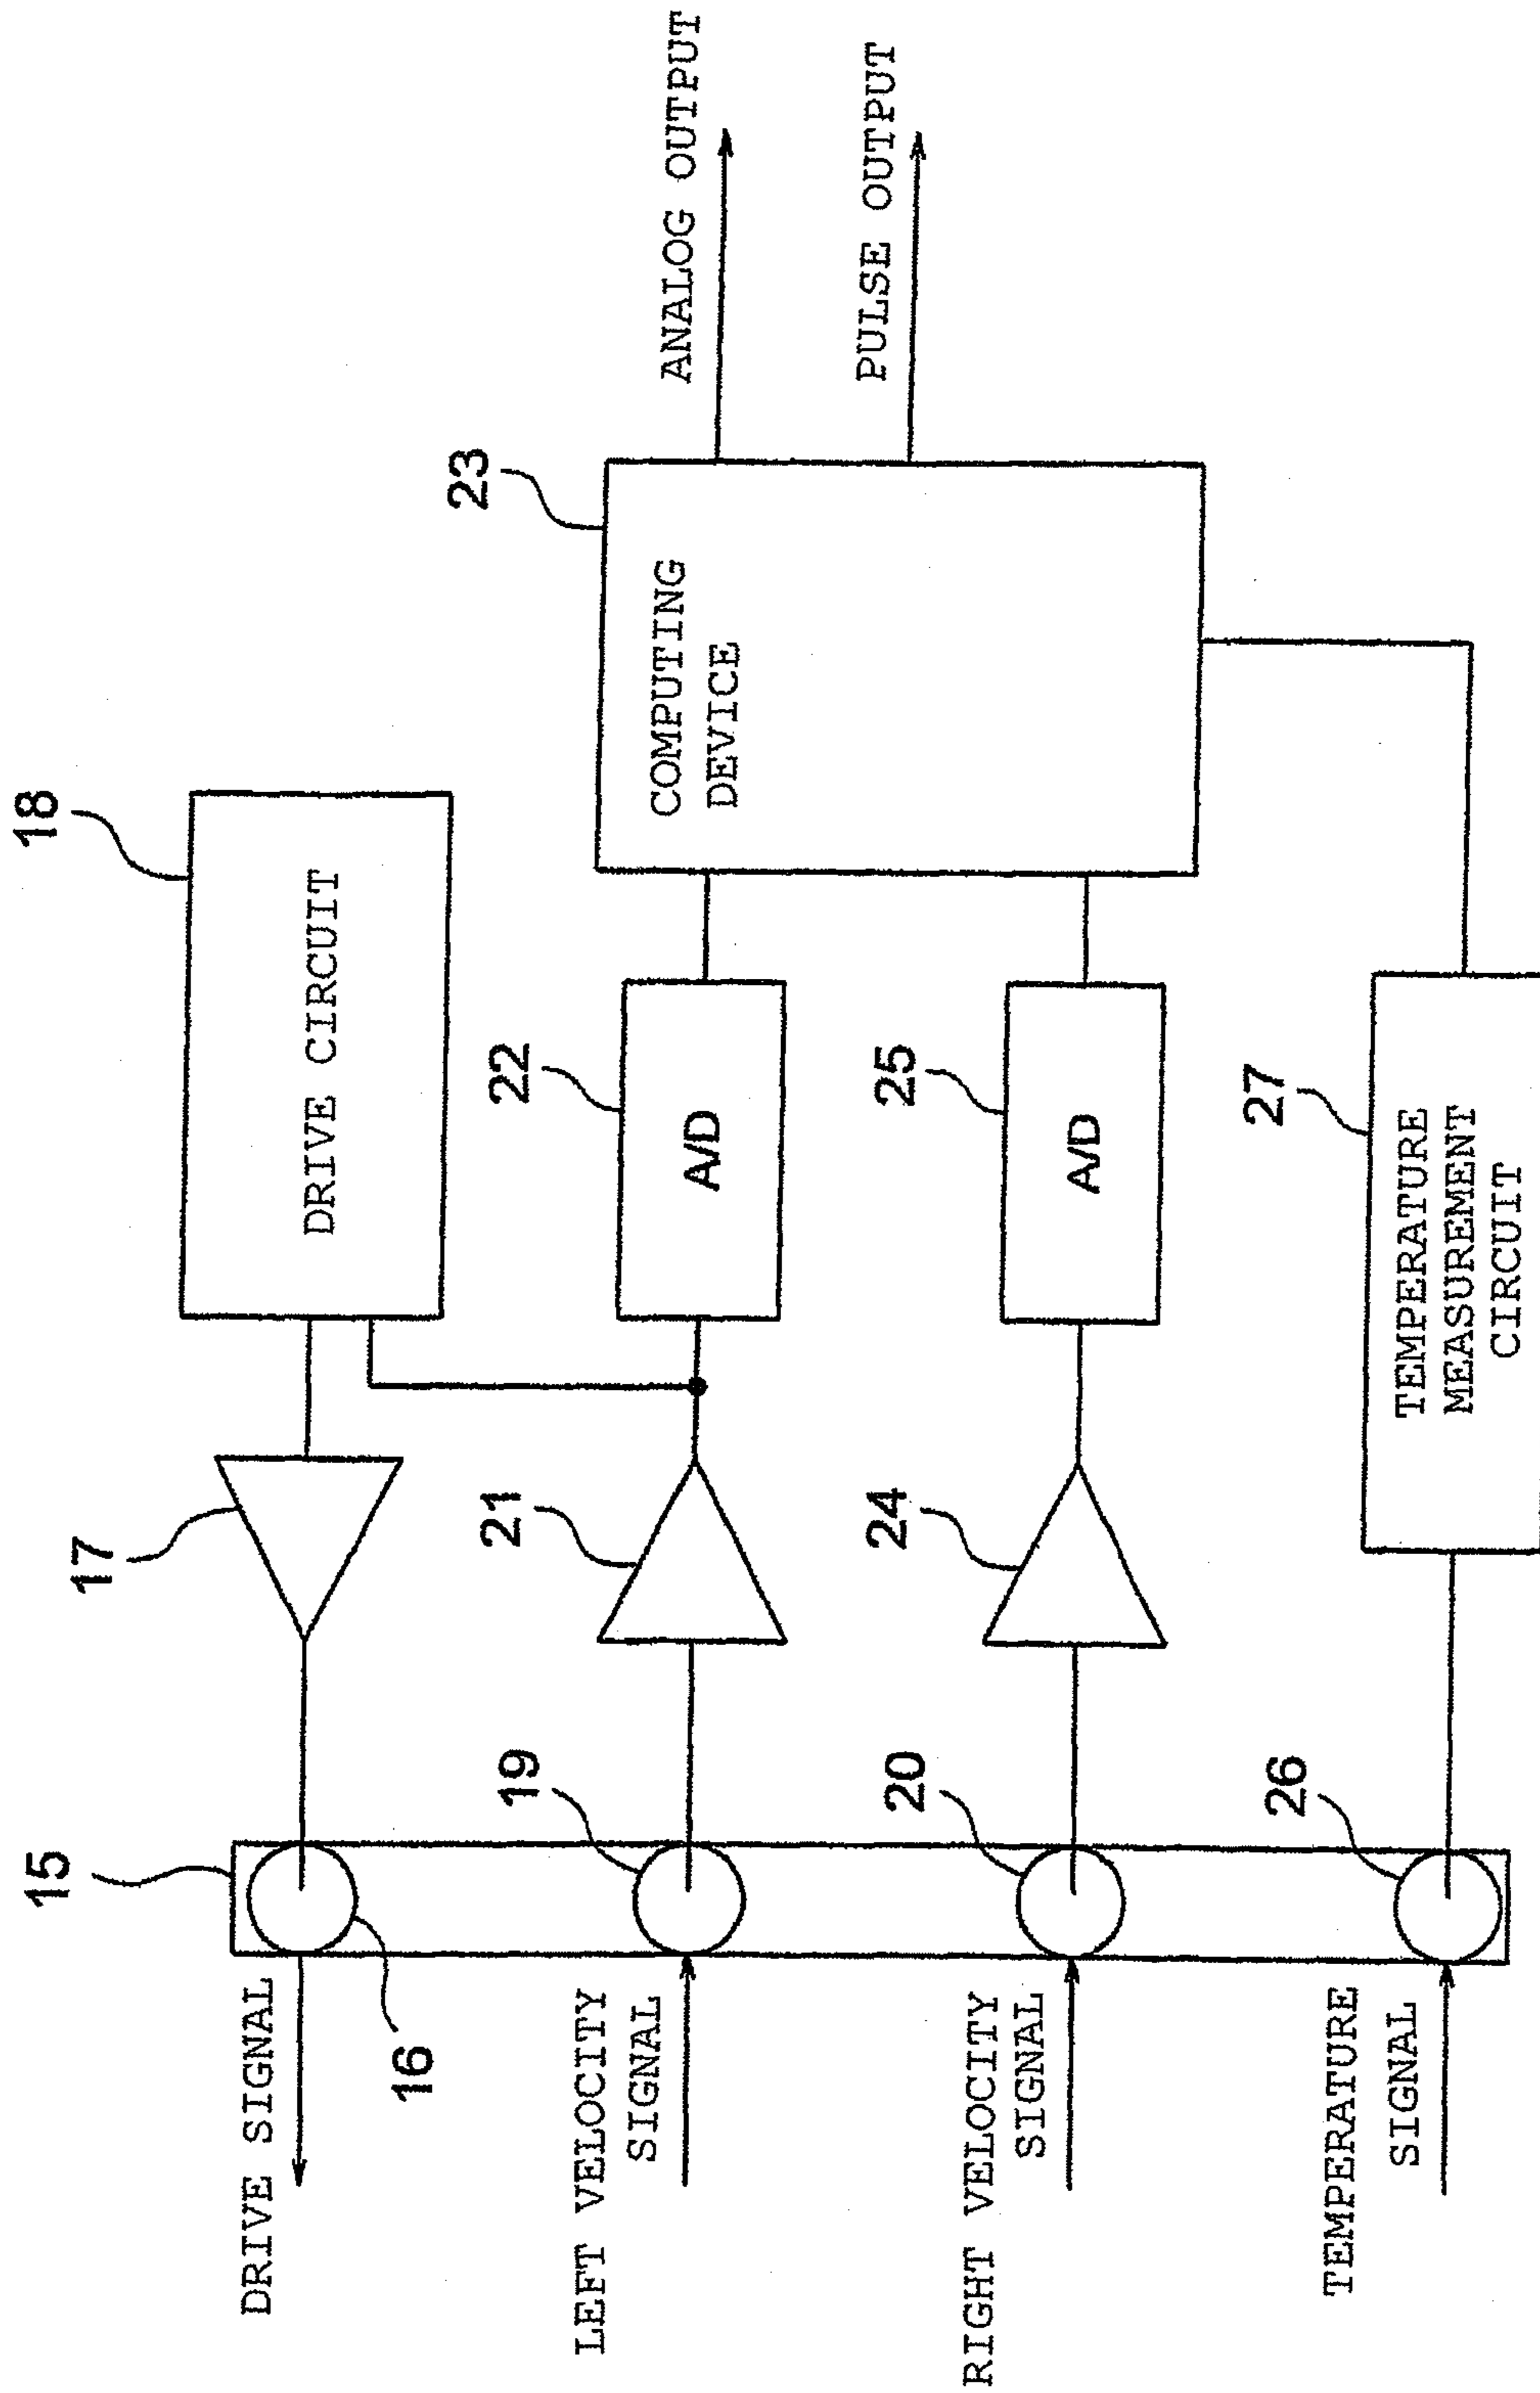 15
DRIVE SIGNAL
16
17
18
DRIVE CIRCUIT
LEFT VELOCITY
SIGNAL
19
21
22
A/D
23
COMPUTING
DEVICE
ANALOG OUTPUT
PULSE OUTPUT
RIGHT VELOCITY
SIGNAL
20
24
25
A/D
TEMPERATURE
SIGNAL
26
27
TEMPERATURE
MEASUREMENT
CIRCUIT